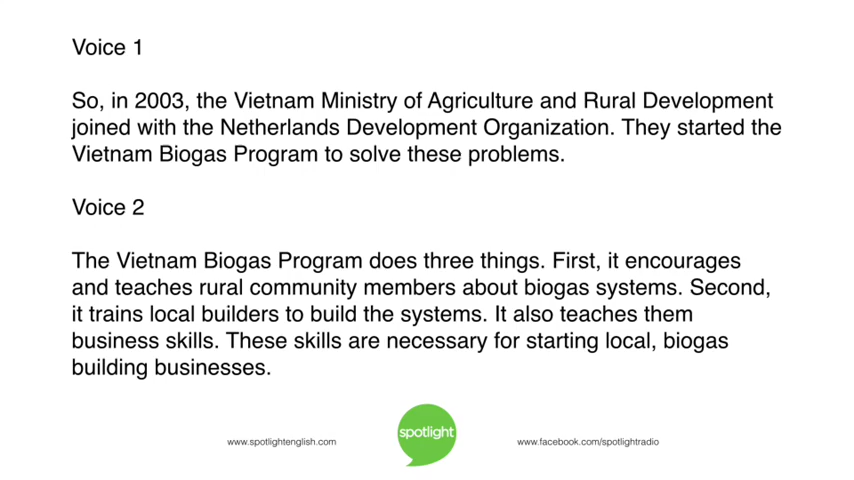 Voice 1
So, in 2003, the Vietnam Ministry of Agriculture and Rural Development
joined with the Netherlands Development Organization. They started the
Vietnam Biogas Program to solve these problems.
Voice 2
The Vietnam Biogas Program does three things. First, it encourages
and teaches rural community members about biogas systems. Second,
it trains local builders to build the systems. It also teaches them
business skills. These skills are necessary for starting local, biogas
building businesses.
www.spotlightenglish.com
spotlight
www.facebook.com/spotlightradio